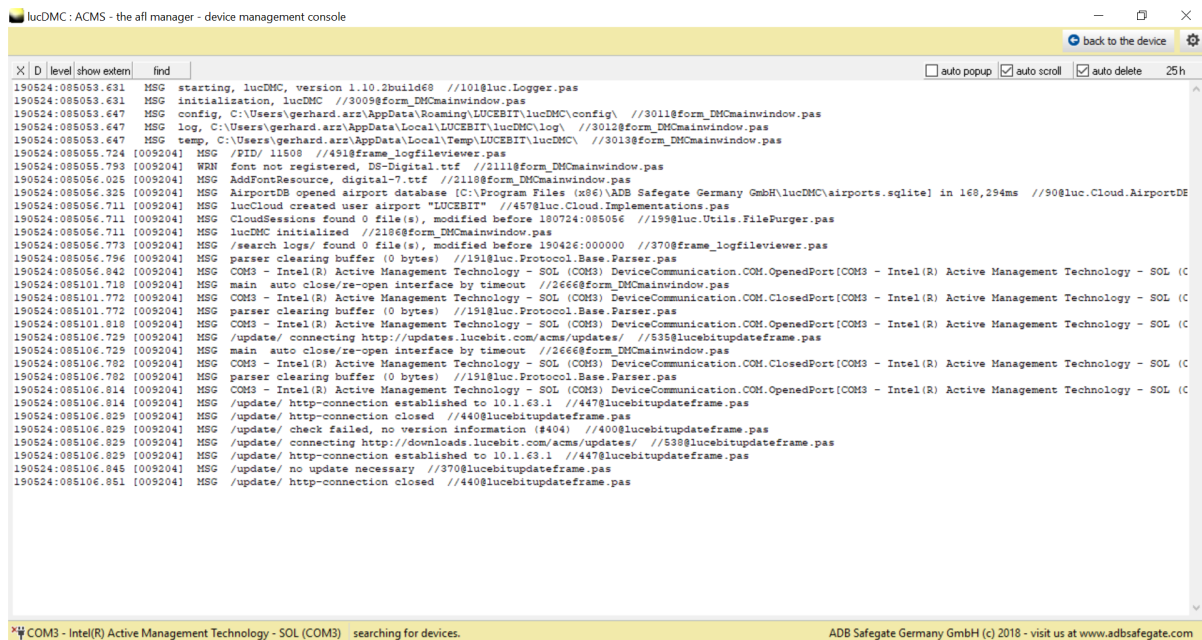 lucDMC : ACMS - the afl manager - device management console
back to the device
X D level show extern find auto popup auto scroll auto delete 25 h
190524:085053.631 MSG starting, lucDMC, version 1.10.2build68 //101@luc.Logger.pas
190524:085053.631 MSG initialization, lucDMC //3009@form_DMCmainwindow.pas
190524:085053.647 MSG config, C:\Users\gerhard.arz\AppData\Roaming\LUCEBIT\lucDMC\config\ //3011@form_DMCmainwindow.pas
190524:085053.647 MSG log, C:\Users\gerhard.arz\AppData\Local\LUCEBIT\lucDMC\log\ //3012@form_DMCmainwindow.pas
190524:085053.647 MSG temp, C:\Users\gerhard.arz\AppData\Local\Temp\LUCEBIT\lucDMC\ //3013@form_DMCmainwindow.pas
190524:085055.724 [009204] MSG /PID/ 11508 //491@frame_logfileviewer.pas
190524:085055.793 [009204] WRN font not registered, DS-Digital.ttf //2111@form_DMCmainwindow.pas
190524:085056.025 [009204] MSG AddFontResource, digital-7.ttf //2118@form_DMCmainwindow.pas
190524:085056.325 [009204] MSG AirportDB opened airport database [C:\Program Files (x86)\ADB Safegate Germany GmbH\lucDMC\airports.sqlite] in 168,294ms //90@luc.Cloud.AirportDB
190524:085056.711 [009204] MSG lucCloud created user airport "LUCEBIT" //457@luc.Cloud.Implementations.pas
190524:085056.711 [009204] MSG CloudSessions found 0 file(s), modified before 180724:085056 //199@luc.Utils.FilePurger.pas
190524:085056.711 [009204] MSG lucDMC initialized //2186@form_DMCmainwindow.pas
190524:085056.773 [009204] MSG /search logs/ found 0 file(s), modified before 190426:000000 //370@frame_logfileviewer.pas
190524:085056.796 [009204] MSG parser clearing buffer (0 bytes) //191@luc.Protocol.Base.Parser.pas
190524:085056.842 [009204] MSG COM3 - Intel(R) Active Management Technology - SOL (COM3) DeviceCommunication.COM.OpenedPort[COM3 - Intel(R) Active Management Technology - SOL (C
190524:085101.718 [009204] MSG main auto close/re-open interface by timeout //2666@form_DMCmainwindow.pas
190524:085101.772 [009204] MSG COM3 - Intel(R) Active Management Technology - SOL (COM3) DeviceCommunication.COM.ClosedPort[COM3 - Intel(R) Active Management Technology - SOL (C
190524:085101.772 [009204] MSG parser clearing buffer (0 bytes) //191@luc.Protocol.Base.Parser.pas
190524:085101.818 [009204] MSG COM3 - Intel(R) Active Management Technology - SOL (COM3) DeviceCommunication.COM.OpenedPort[COM3 - Intel(R) Active Management Technology - SOL (C
190524:085106.729 [009204] MSG /update/ connecting http://updates.lucebit.com/acms/updates/ //535@lucebitupdateframe.pas
190524:085106.729 [009204] MSG main auto close/re-open interface by timeout //2666@form_DMCmainwindow.pas
190524:085106.782 [009204] MSG COM3 - Intel(R) Active Management Technology - SOL (COM3) DeviceCommunication.COM.ClosedPort[COM3 - Intel(R) Active Management Technology - SOL (C
190524:085106.782 [009204] MSG parser clearing buffer (0 bytes) //191@luc.Protocol.Base.Parser.pas
190524:085106.814 [009204] MSG COM3 - Intel(R) Active Management Technology - SOL (COM3) DeviceCommunication.COM.OpenedPort[COM3 - Intel(R) Active Management Technology - SOL (C
190524:085106.814 [009204] MSG /update/ http-connection established to 10.1.63.1 //447@lucebitupdateframe.pas
190524:085106.829 [009204] MSG /update/ http-connection closed //440@lucebitupdateframe.pas
190524:085106.829 [009204] MSG /update/ check failed, no version information (#404) //400@lucebitupdateframe.pas
190524:085106.829 [009204] MSG /update/ connecting http://downloads.lucebit.com/acms/updates/ //538@lucebitupdateframe.pas
190524:085106.829 [009204] MSG /update/ http-connection established to 10.1.63.1 //447@lucebitupdateframe.pas
190524:085106.845 [009204] MSG /update/ no update necessary //370@lucebitupdateframe.pas
190524:085106.851 [009204] MSG /update/ http-connection closed //440@lucebitupdateframe.pas
COM3 - Intel(R) Active Management Technology - SOL (COM3) searching for devices. ADB Safegate Germany GmbH (c) 2018 - visit us at www.adbsafegate.com